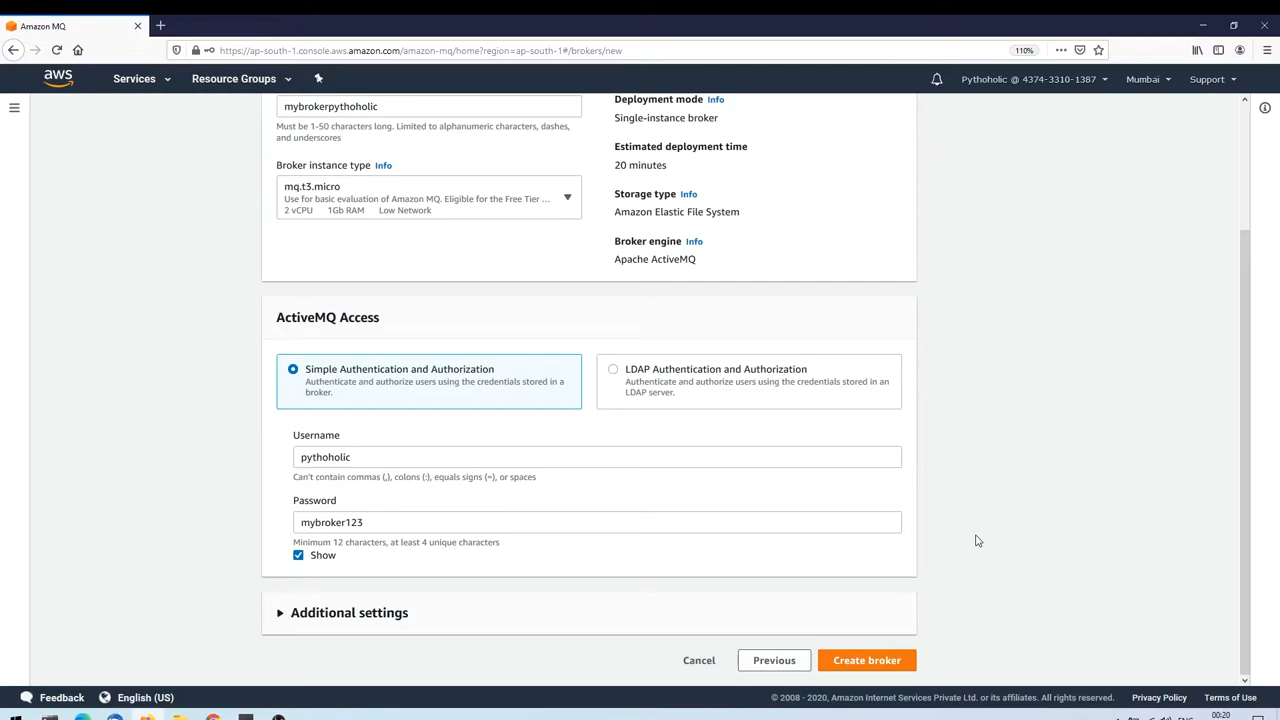 Amazon MQ
https://ap-south-1.console.aws.amazon.com/amazon-mq/home?region=ap-south-1#/brokers/new
110%
aws
Services
Resource Groups
Pythoholic @ 4374-3310-1387
Mumbai
Support
mybrokerpythoholic
Must be 1-50 characters long. Limited to alphanumeric characters, dashes,
and underscores
Broker instance type Info
mq.t3.micro
Use for basic evaluation of Amazon MQ. Eligible for the Free Tier ...
2 vCPU 1Gb RAM Low Network
Deployment mode Info
Single-instance broker
Estimated deployment time
20 minutes
Storage type Info
Amazon Elastic File System
Broker engine Info
Apache ActiveMQ
ActiveMQ Access
Simple Authentication and Authorization
Authenticate and authorize users using the credentials stored in a
broker.
LDAP Authentication and Authorization
Authenticate and authorize users using the credentials stored in an
LDAP server.
Username
pythoholic
Can't contain commas (,), colons (:), equals signs (=), or spaces
Password
mybroker123
Minimum 12 characters, at least 4 unique characters
Show
Additional settings
Cancel
Previous
Create broker
Feedback
English (US)
© 2008 - 2020, Amazon Internet Services Private Ltd. or its affiliates. All rights reserved.
Privacy Policy
Terms of Use
ENG
00:20